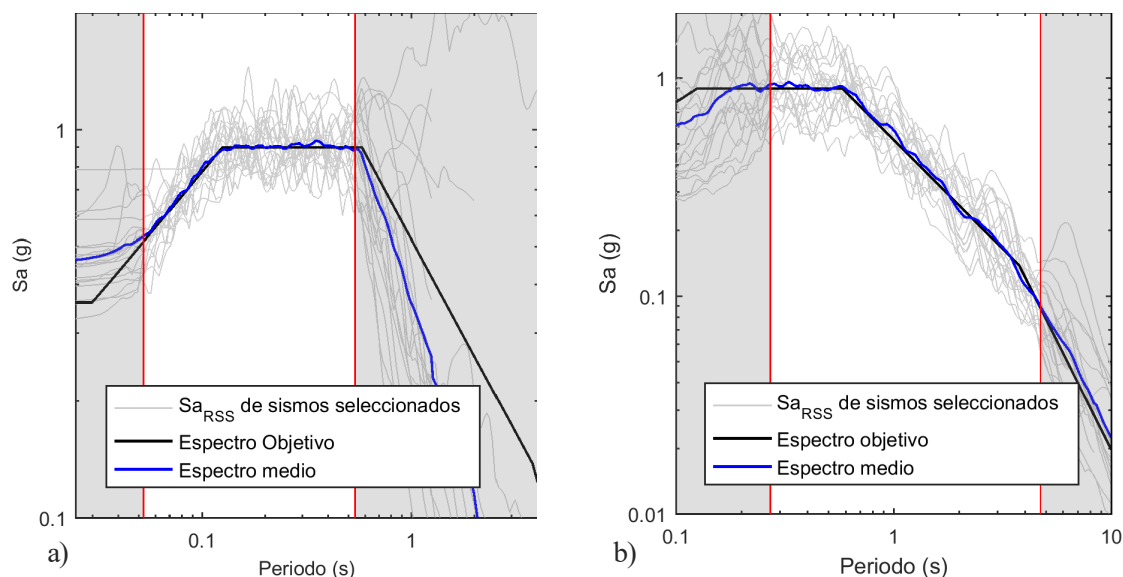 Sa (g)
1
0.1
0.1
1
Periodo (s)
a)
Sa_RSS de sismos seleccionados
Espectro Objetivo
Espectro medio
Sa (g)
1
0.1
0.01
0.1
1
10
Periodo (s)
b)
Sa_RSS de sismos seleccionados
Espectro objetivo
Espectro medio